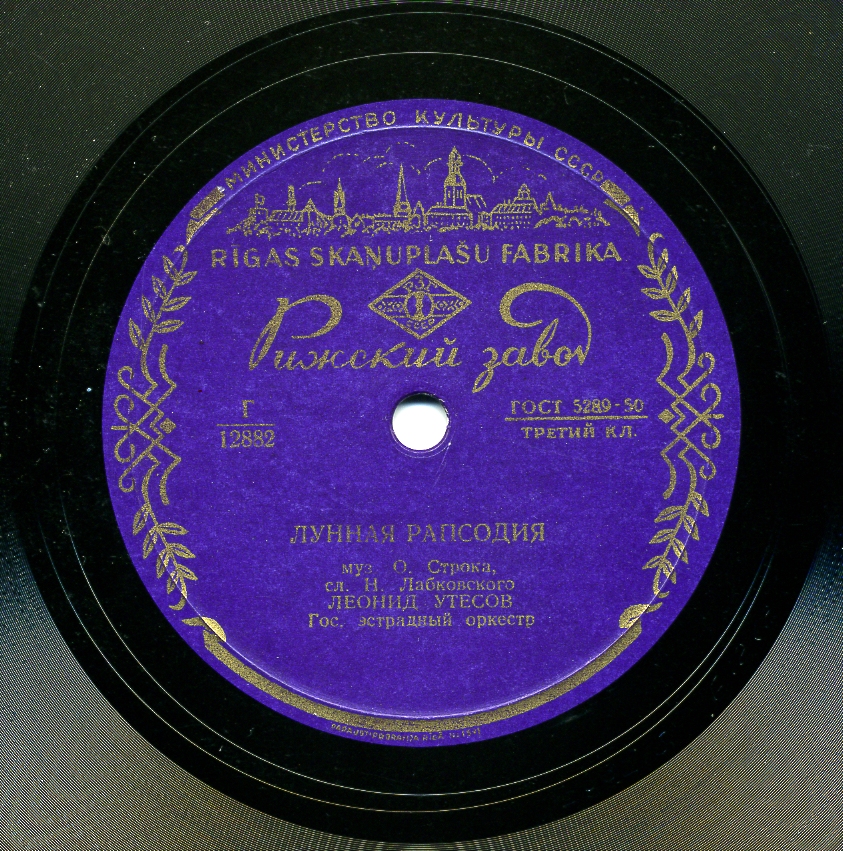 МИНИСТЕРСТВО КУЛЬТУРЫ СССР
RĪGAS SKAŅUPLAŠU FABRIKA
Рижский завод
Г
12882
ГОСТ 5289-50
ТРЕТИЙ КЛ.
ЛУННАЯ РАПСОДИЯ
муз О. Строка,
сл. Н. Лабковского
ЛЕОНИД УТЕСОВ
Гос. эстрадный оркестр